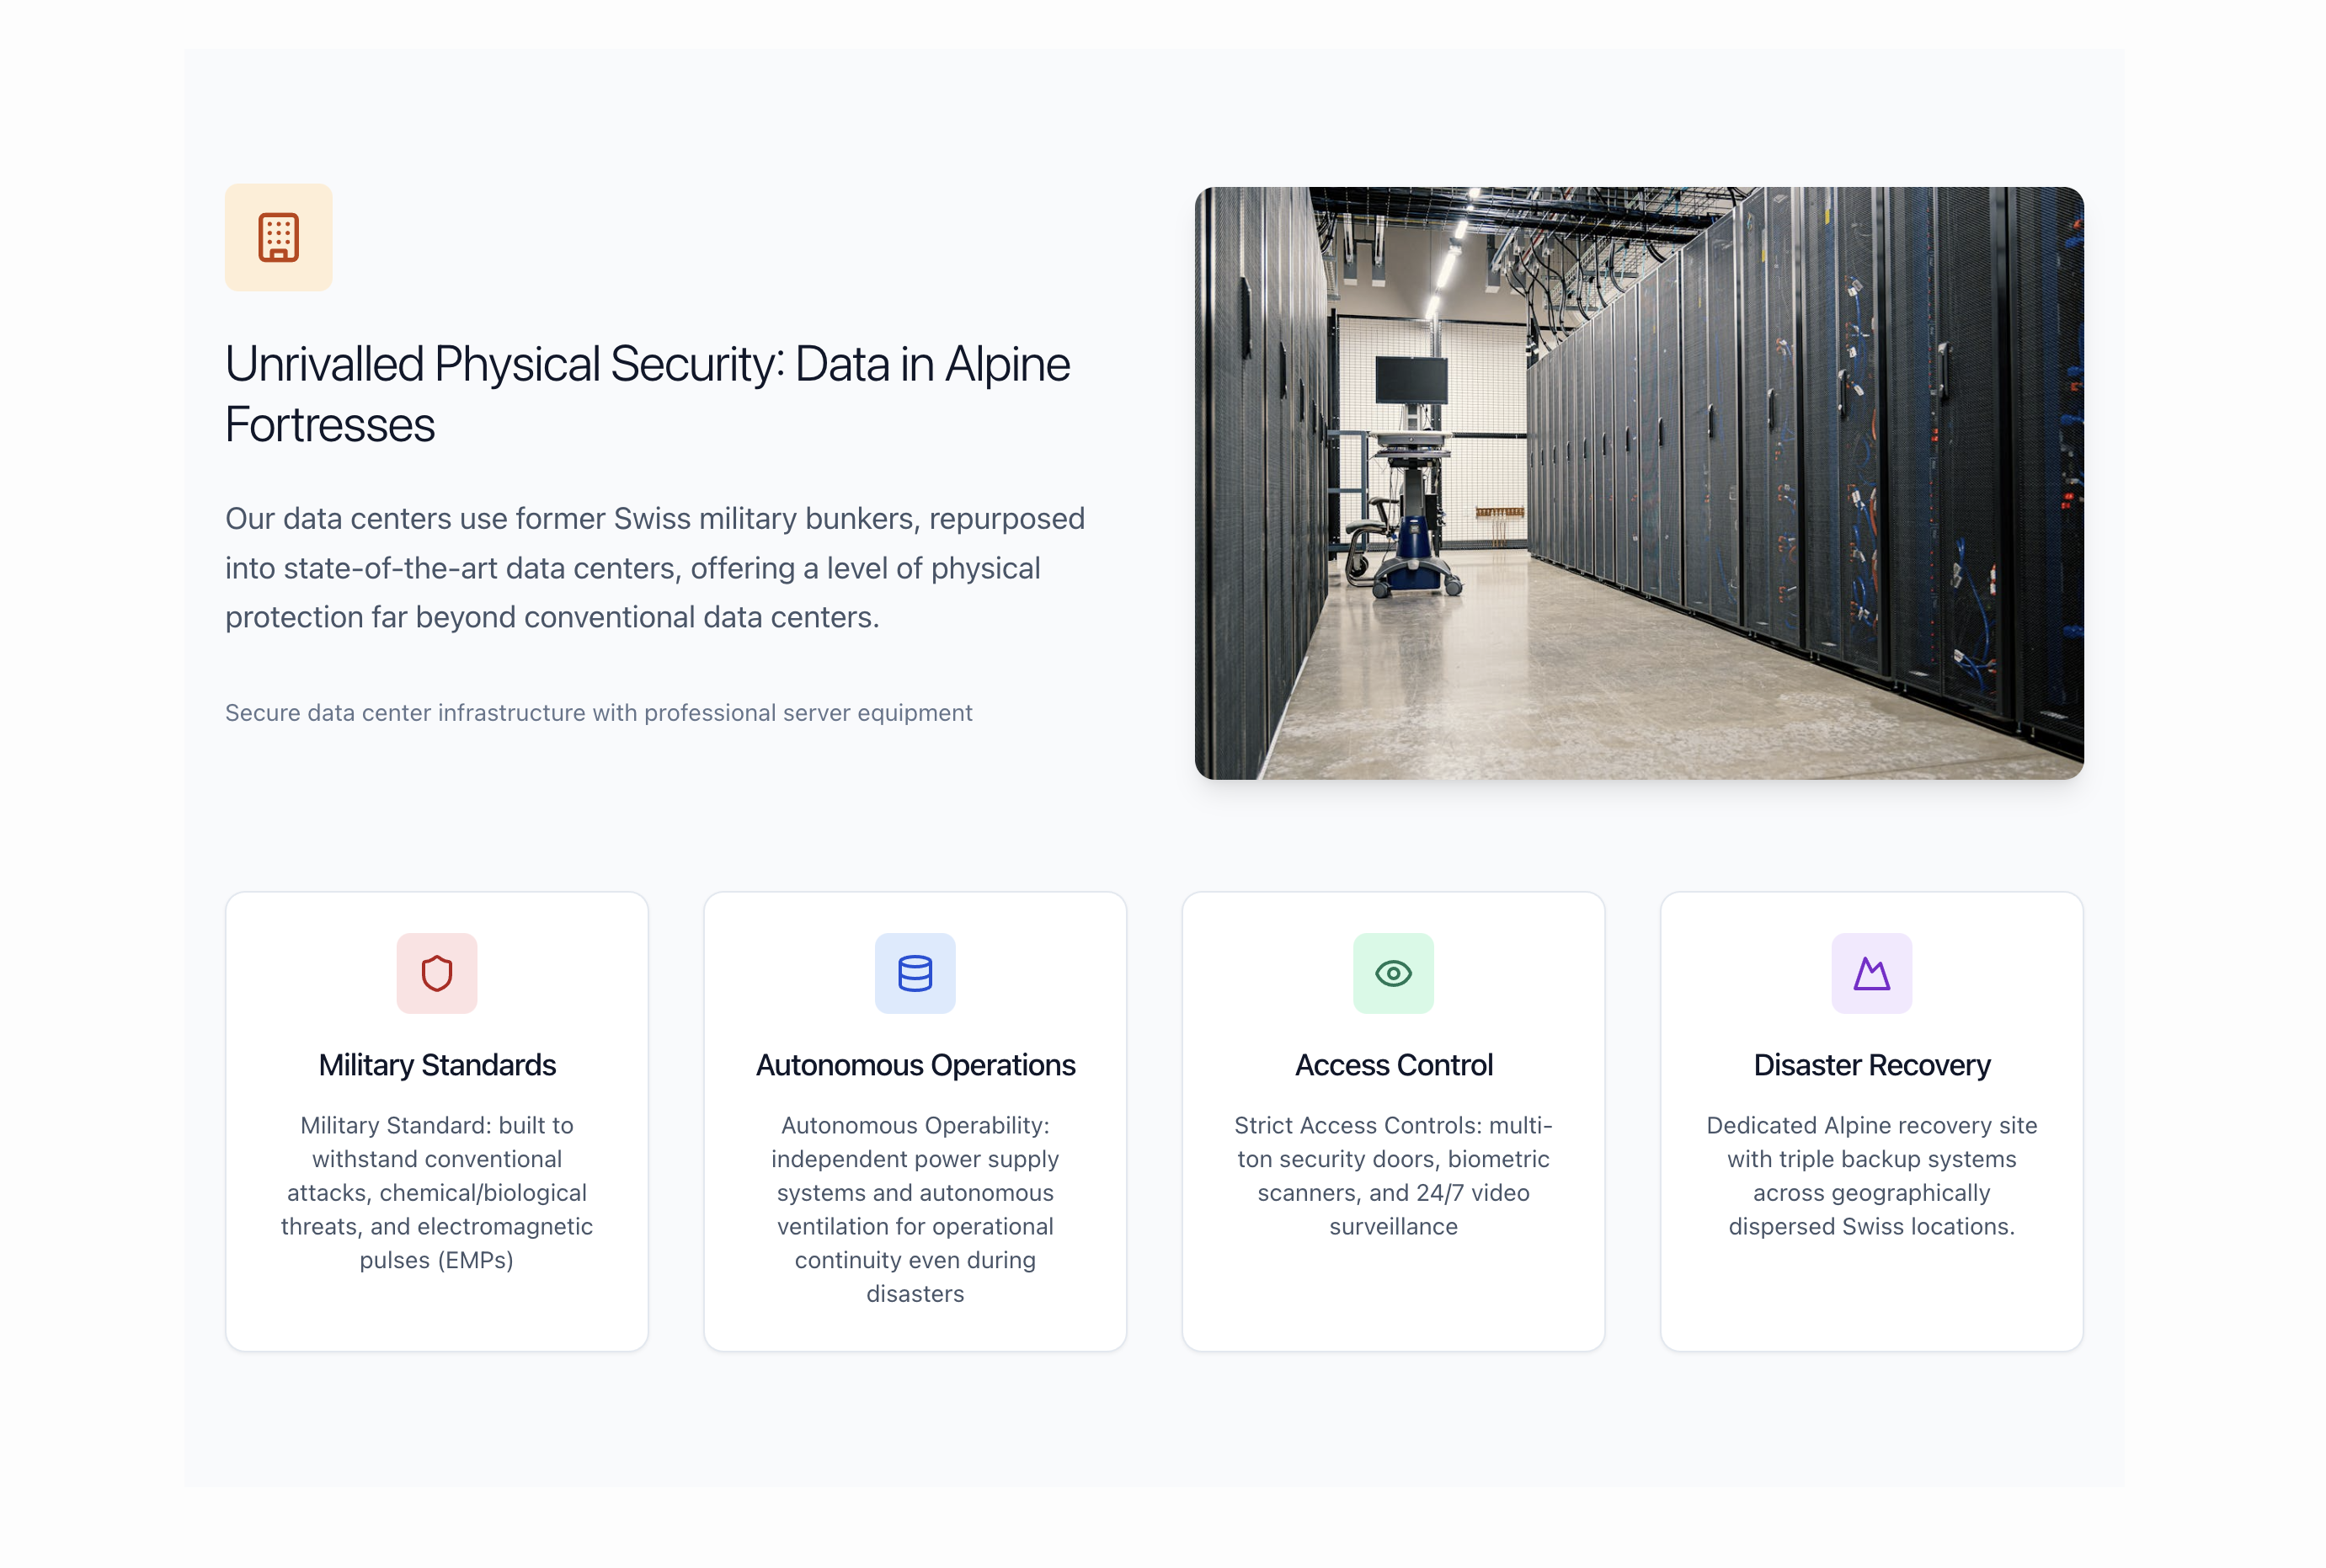 Unrivalled Physical Security: Data in Alpine
Fortresses
Our data centers use former Swiss military bunkers, repurposed
into state-of-the-art data centers, offering a level of physical
protection far beyond conventional data centers.
Secure data center infrastructure with professional server equipment
Military Standards
Military Standard: built to
withstand conventional
attacks, chemical/biological
threats, and electromagnetic
pulses (EMPs)
Autonomous Operations
Autonomous Operability:
independent power supply
systems and autonomous
ventilation for operational
continuity even during
disasters
Access Control
Strict Access Controls: multi-
ton security doors, biometric
scanners, and 24/7 video
surveillance
Disaster Recovery
Dedicated Alpine recovery site
with triple backup systems
across geographically
dispersed Swiss locations.